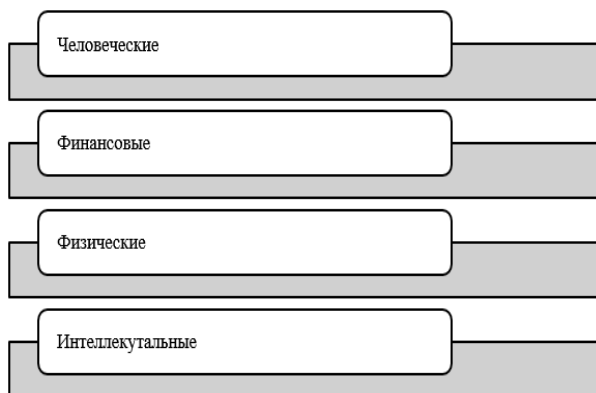 Человеческие
Финансовые
Физические
Интеллекутальные